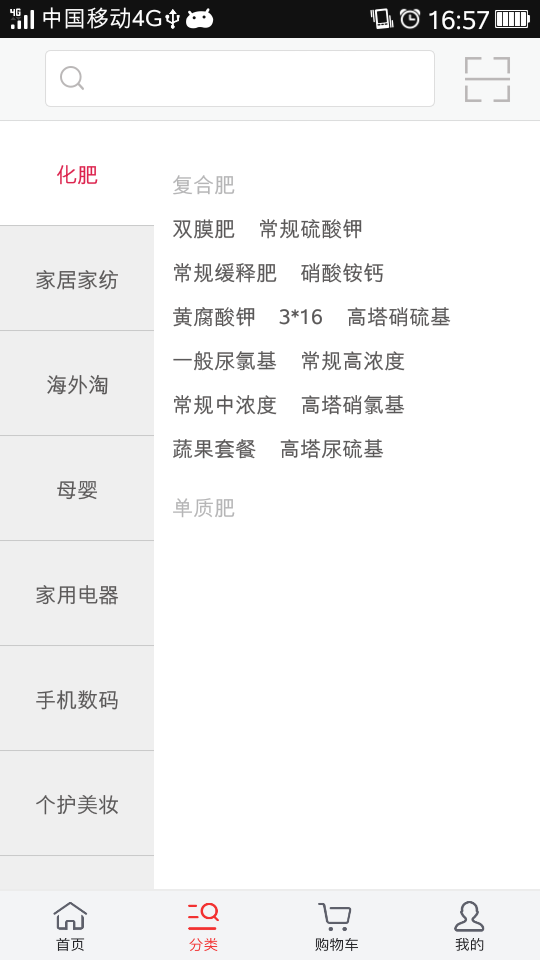 4G 中国移动4G 16:57
化肥
家居家纺
海外淘
母婴
家用电器
手机数码
个护美妆
复合肥
双膜肥 常规硫酸钾
常规缓释肥 硝酸铵钙
黄腐酸钾 3*16 高塔硝硫基
一般尿氯基 常规高浓度
常规中浓度 高塔硝氯基
蔬果套餐 高塔尿硫基
单质肥
首页 分类 购物车 我的